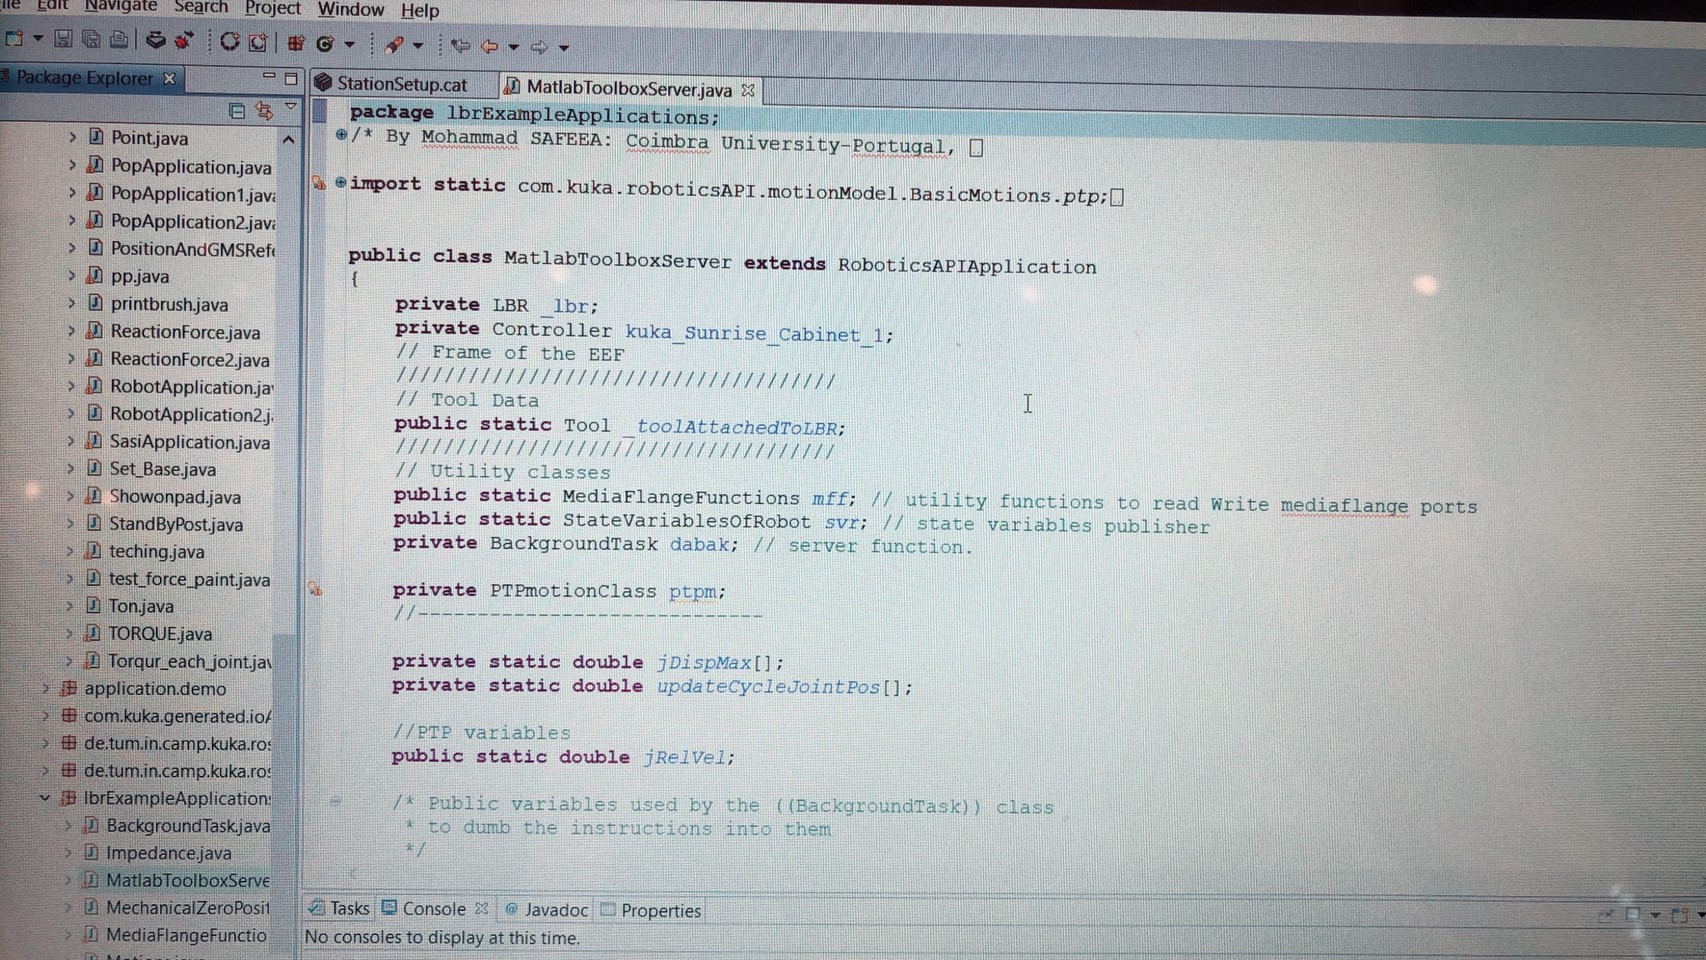 Edit Navigate Search Project Window Help
Package Explorer
StationSetup.cat
MatlabToolboxServer.java
Point.java
PopApplication.java
PopApplication1.java
PopApplication2.java
PositionAndGMSRefe
pp.java
printbrush.java
ReactionForce.java
ReactionForce2.java
RobotApplication.jav
RobotApplication2.j
SasiApplication.java
Set_Base.java
Showonpad.java
StandByPost.java
teching.java
test_force_paint.java
Ton.java
TORQUE.java
Torqur_each_joint.jav
application.demo
com.kuka.generated.io
de.tum.in.camp.kuka.ros
de.tum.in.camp.kuka.ros
lbrExampleApplications
BackgroundTask.java
Impedance.java
MatlabToolboxServe
MechanicalZeroPosit
MediaFlangeFunctio
package lbrExampleApplications;
/* By Mohammad SAFEEA: Coimbra University-Portugal,
import static com.kuka.roboticsAPI.motionModel.BasicMotions.ptp;
public class MatlabToolboxServer extends RoboticsAPIApplication
{
private LBR _lbr;
private Controller kuka_Sunrise_Cabinet_1;
// Frame of the EEF
/////////////////////////////////////
// Tool Data
public static Tool _toolAttachedToLBR;
/////////////////////////////////////
// Utility classes
public static MediaFlangeFunctions mff; // utility functions to read Write mediaflange ports
public static StateVariablesOfRobot svr; // state variables publisher
private BackgroundTask dabak; // server function.
private PTPmotionClass ptpm;
//-----------------------------
private static double jDispMax[];
private static double updateCycleJointPos[];
//PTP variables
public static double jRelVel;
/* Public variables used by the ((BackgroundTask)) class
* to dumb the instructions into them
*/
Tasks Console Javadoc Properties
No consoles to display at this time.